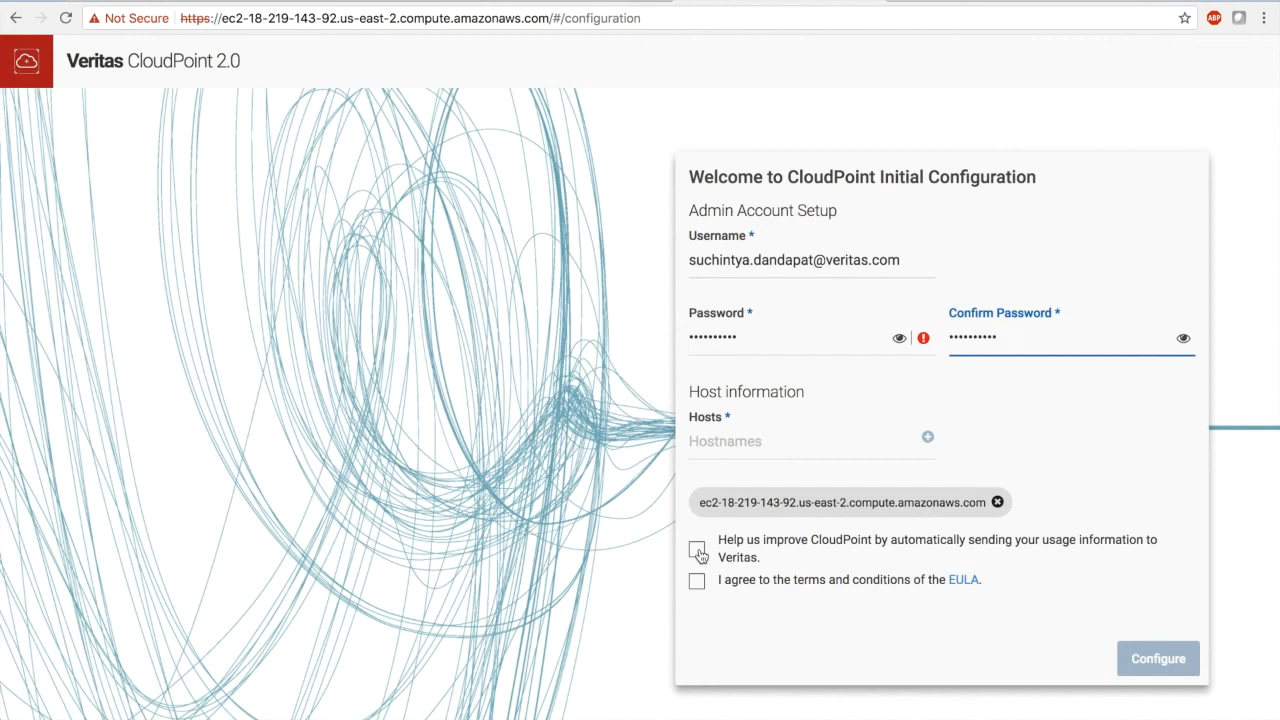 Not Secure https://ec2-18-219-143-92.us-east-2.compute.amazonaws.com/#/configuration
ABP
Veritas CloudPoint 2.0
Welcome to CloudPoint Initial Configuration
Admin Account Setup
Username *
suchintya.dandapat@veritas.com
Password * Confirm Password *
•••••••••• ••••••••••
Host information
Hosts *
Hostnames
ec2-18-219-143-92.us-east-2.compute.amazonaws.com
Help us improve CloudPoint by automatically sending your usage information to
Veritas.
I agree to the terms and conditions of the EULA.
Configure